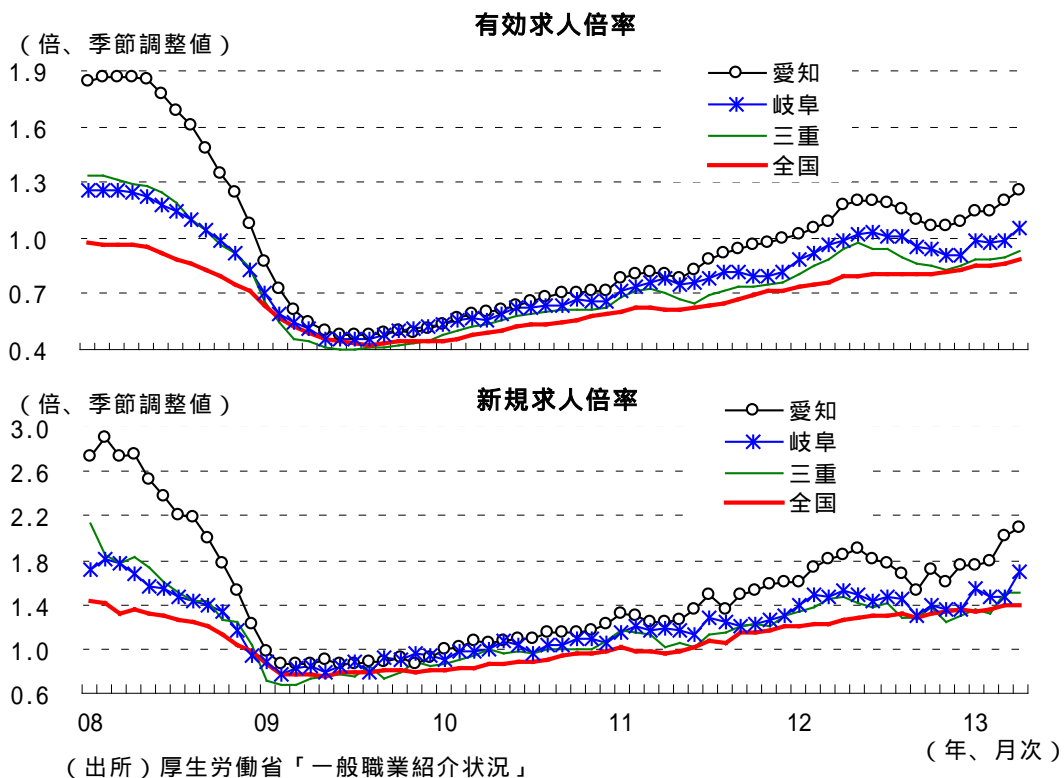 有効求人倍率
（倍、季節調整値）
1.9
1.6
1.3
1.0
0.7
0.4
愛知
岐阜
三重
全国
新規求人倍率
（倍、季節調整値）
3.0
2.6
2.2
1.8
1.4
1.0
0.6
愛知
岐阜
三重
全国
08 09 10 11 12 13
（年、月次）
（出所）厚生労働省「一般職業紹介状況」